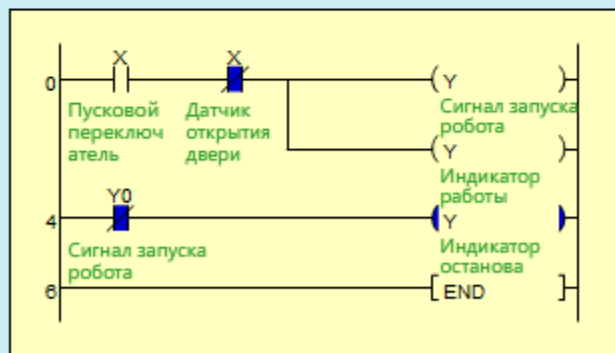 X X
0 Y
Пусковой переключ атель
Датчик открытия двери
Сигнал запуска робота
Y
Индикатор работы
Y0
4 Y
Сигнал запуска робота
Индикатор останова
6 END